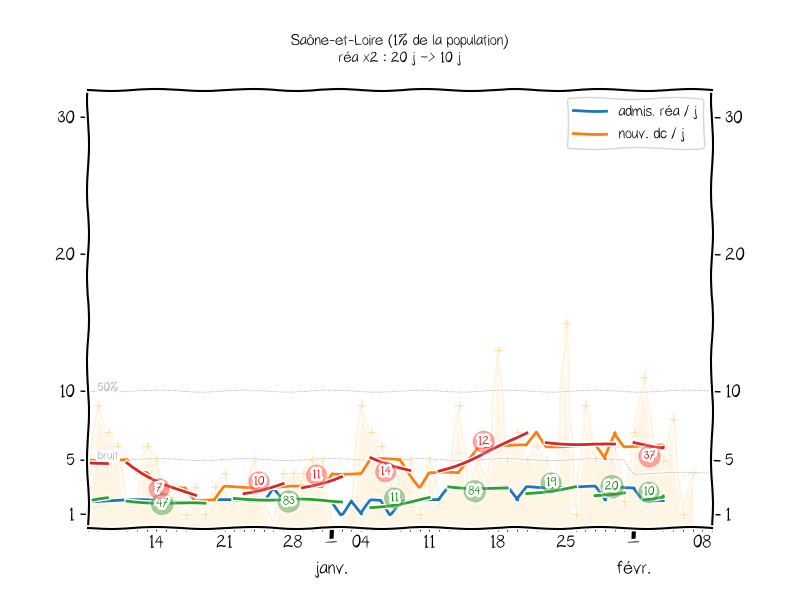 Saône-et-Loire (1% de la population)
réa x2 : 20 j -> 10 j
admis. réa / j
nouv. dc / j
30 30
20 20
10 50% 10
5 bruit 5
1 1
7 47 10 83 11 14 11 12 84 19 20 37 10
14 21 28 04 11 18 25 08
janv. févr.